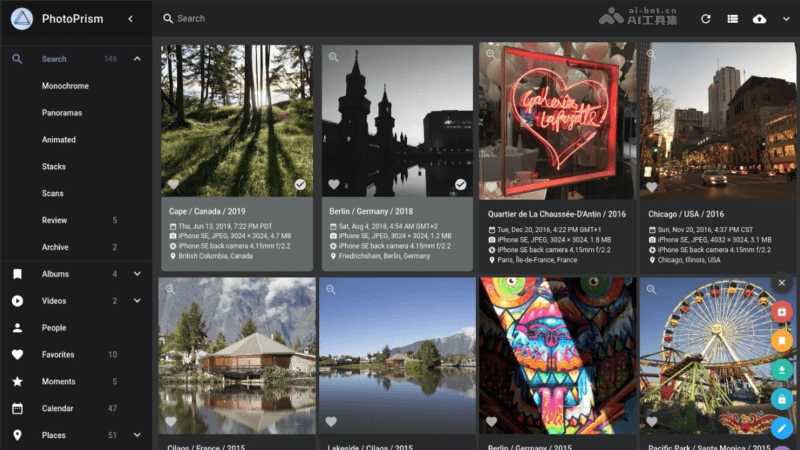 PhotoPrism
Search
ai-bot.cn
AI工具集
Search 149
Monochrome
Panoramas
Animated
Stacks
Scans
Review 5
Archive 2
Albums 4
Videos 2
People
Favorites 10
Moments 5
Calendar 47
Places 51
Galeries
Lafayette
Cape / Canada / 2019
Thu, Jun 13, 2019, 7:22 PM PDT
iPhone SE, JPEG, 3024 × 3024, 4.7 MB
iPhone SE back camera 4.15mm f/2.2
British Columbia, Canada
Berlin / Germany / 2018
Sat, Aug 4, 2018, 4:54 AM GMT+2
iPhone SE, JPEG, 3024 × 3024, 1.2 MB
iPhone SE back camera 4.15mm f/2.2
Friedrichshain, Berlin, Germany
Quartier de La Chaussée-D'Antin / 2016
Tue, Dec 20, 2016, 4:22 PM GMT+1
iPhone SE, JPEG, 3024 × 3024, 1.8 MB
iPhone SE back camera 4.15mm f/2.2
Paris, Île-de-France, France
Chicago / USA / 2016
Sun, Nov 20, 2016, 4:37 PM CST
iPhone SE, JPEG, 4032 × 3024, 3.1 MB
iPhone SE back camera 4.15mm f/2.2
Chicago, Illinois, USA
Cilaos / France / 2015
Lakeside / Cilaos / 2015
Berlin / Germany / 2015
Pacific Park / Santa Monica / 2015